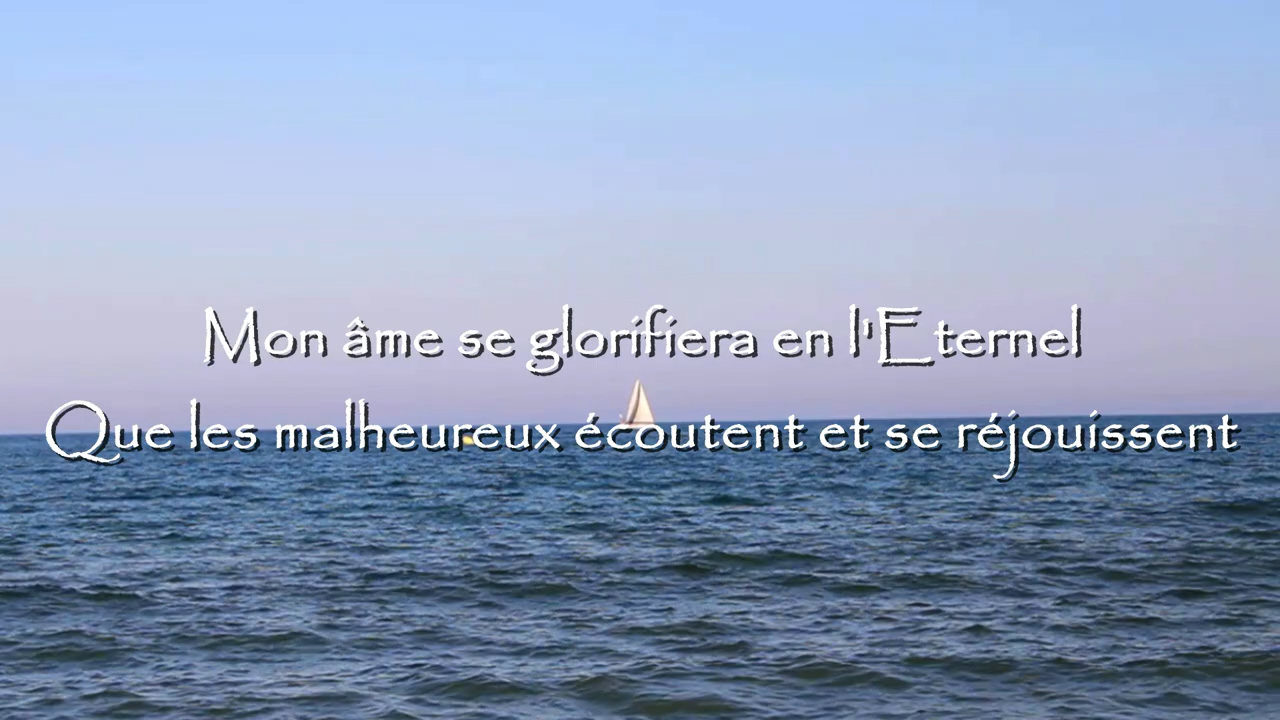 Mon âme se glorifiera en l'Eternel
Que les malheureux écoutent et se réjouissent